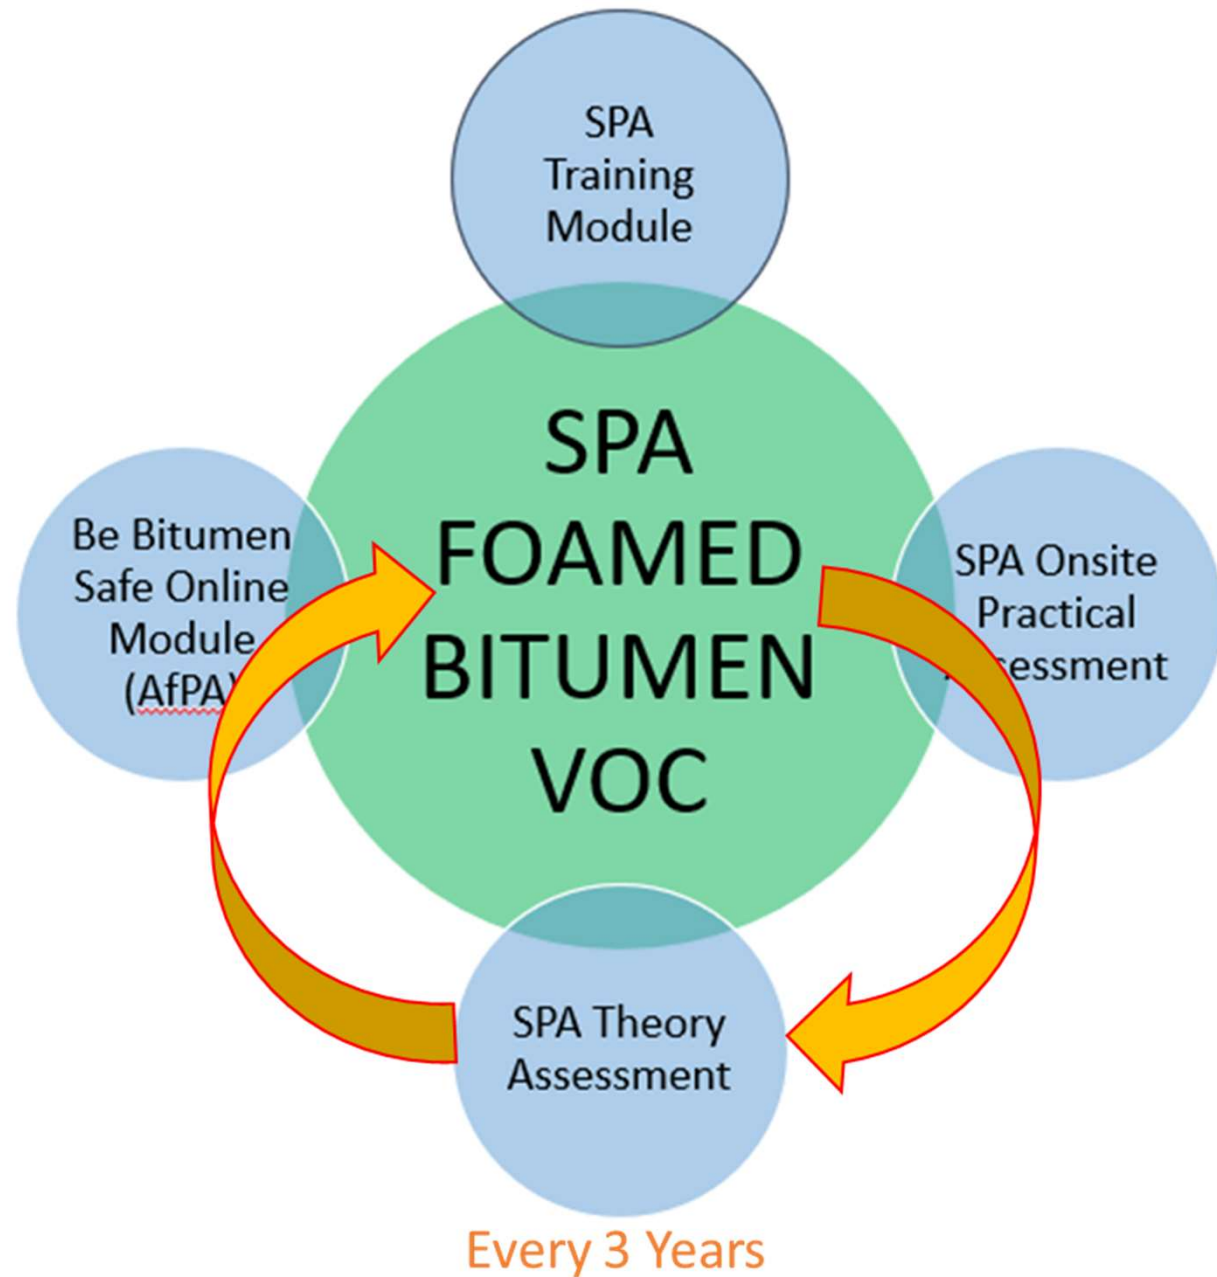 SPA
Training
Module
SPA
FOAMED
BITUMEN
VOC
Be Bitumen
Safe Online
Module
(AfPA)
SPA Onsite
Practical
ssessment
SPA Theory
Assessment
Every 3 Years